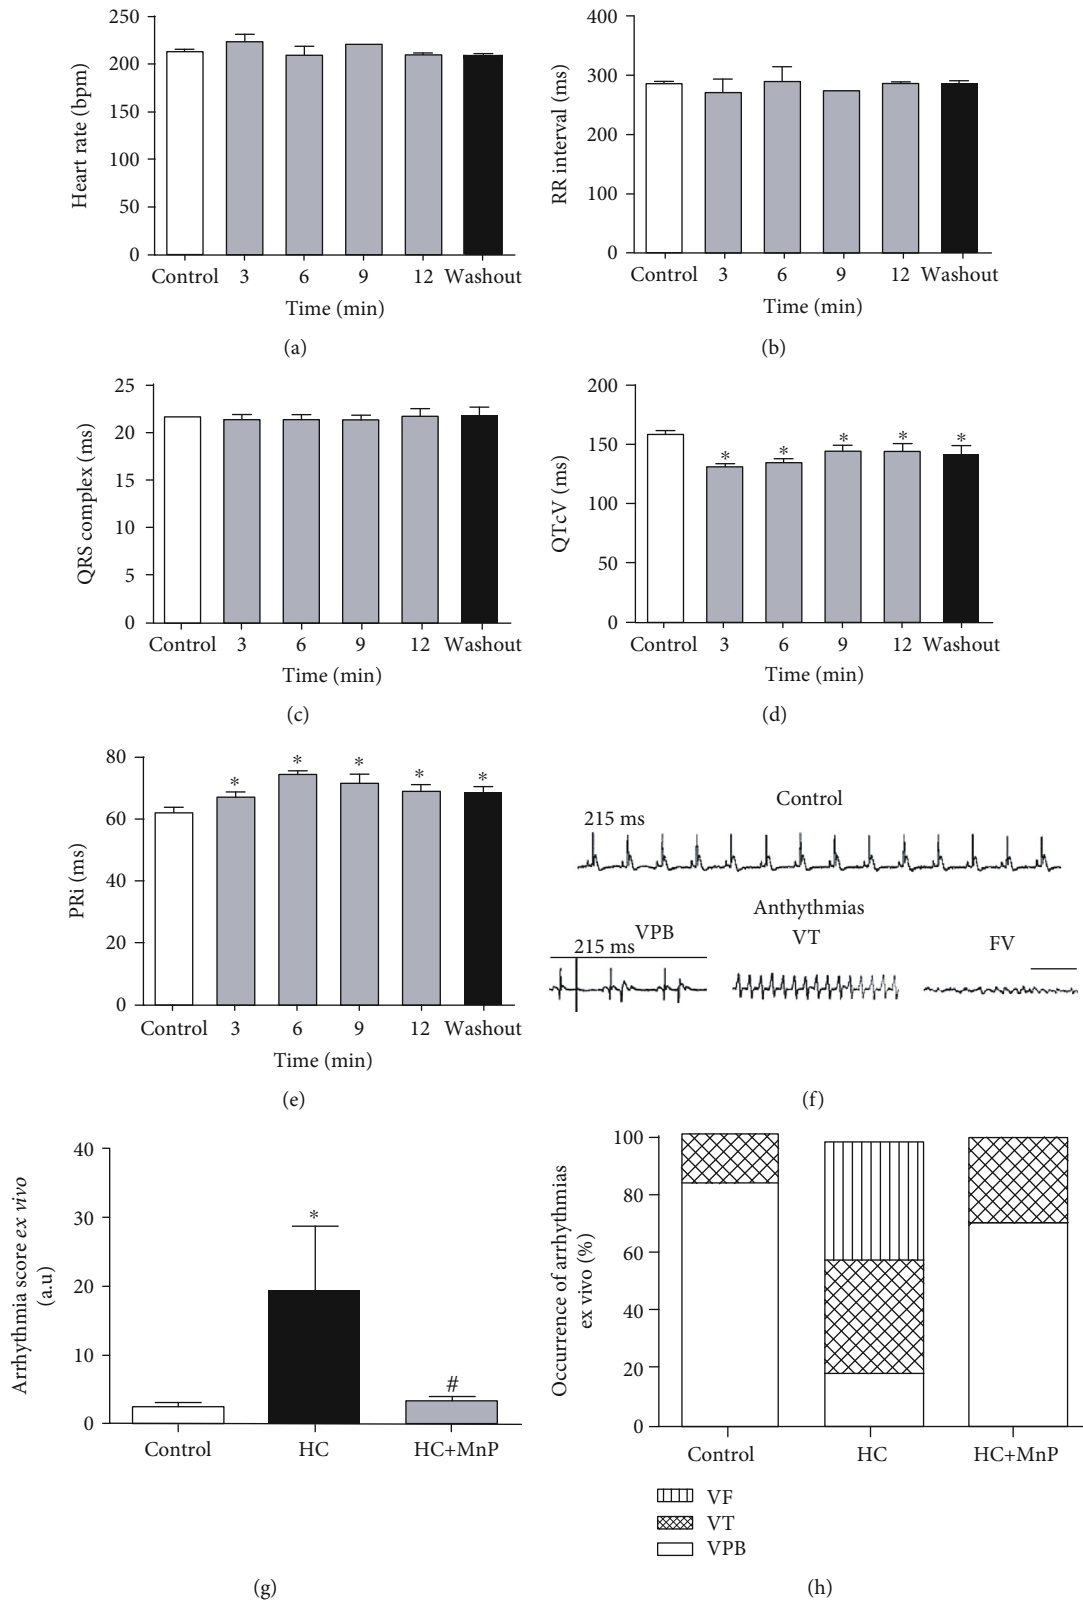 250
200
150
100
50
0
Heart rate (bpm)
Control 3 6 9 12 Washout
Time (min)
(a)
400
300
200
100
0
RR interval (ms)
Control 3 6 9 12 Washout
Time (min)
(b)
25
20
15
10
5
0
QRS complex (ms)
Control 3 6 9 12 Washout
Time (min)
(c)
200
150
100
50
0
QTcV (ms)
* * * * *
Control 3 6 9 12 Washout
Time (min)
(d)
80
60
40
20
0
PRi (ms)
* * * * *
Control 3 6 9 12 Washout
Time (min)
(e)
Control
215 ms
Anthythmias
VPB VT FV
215 ms
(f)
40
30
20
10
0
Arrhythmia score ex vivo
(a.u)
*
#
Control HC HC+MnP
(g)
100
80
60
40
20
0
Occurrence of arrhythmias
ex vivo (%)
Control HC HC+MnP
VF
VT
VPB
(h)